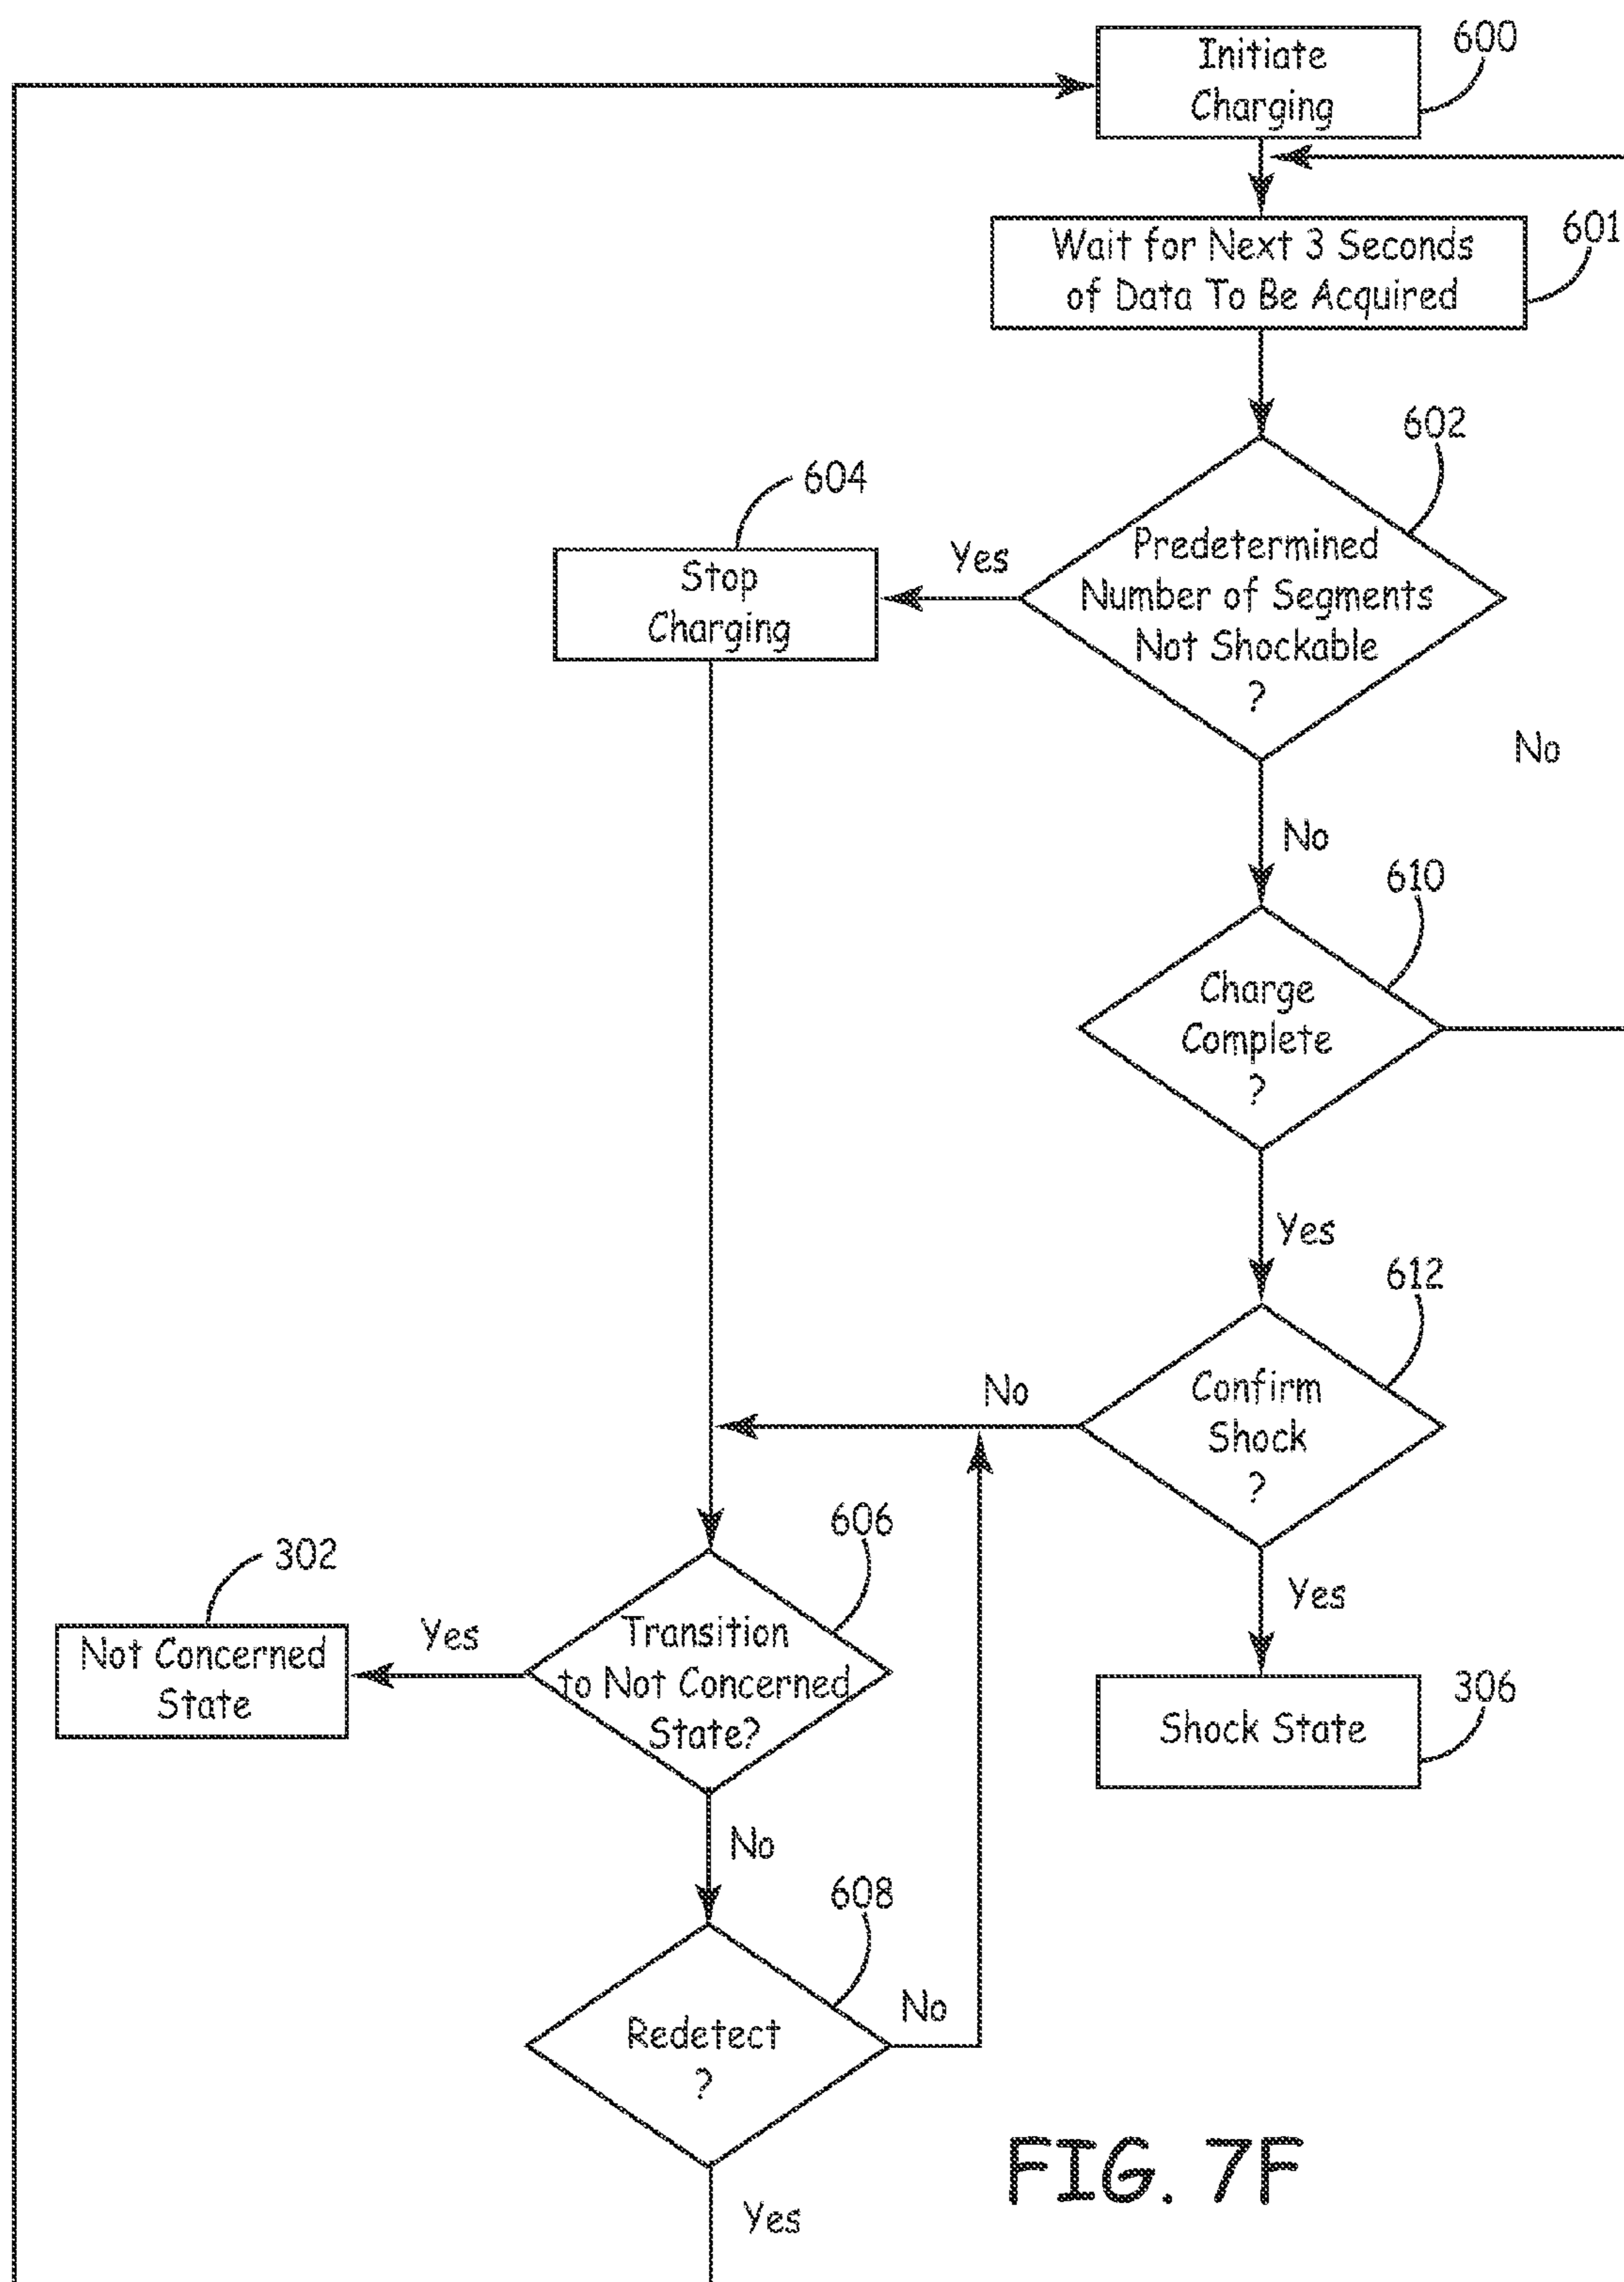 Initiate
Charging
600
Wait for Next 3 Seconds
of Data To Be Acquired
601
602
Predetermined
Number of Segments
Not Shockable
?
Yes
604
Stop
Charging
No
No
610
Charge
Complete
?
Yes
612
Confirm
Shock
?
No
Yes
306
Shock State
606
Transition
to Not Concerned
State?
Yes
302
Not Concerned
State
No
608
Redetect
?
No
Yes
FIG. 7F